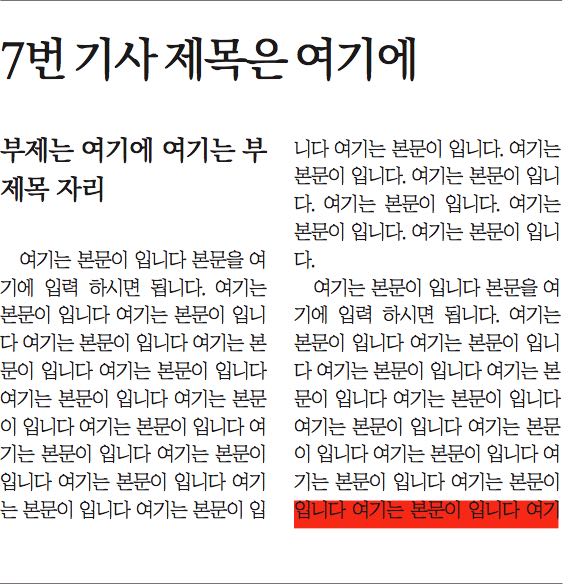 7번 기사 제목은 여기에
부제는 여기에 여기는 부
제목 자리
여기는 본문이 입니다 본문을 여
기에 입력 하시면 됩니다. 여기는
본문이 입니다 여기는 본문이 입니
다 여기는 본문이 입니다 여기는 본
문이 입니다 여기는 본문이 입니다
여기는 본문이 입니다 여기는 본문
이 입니다 여기는 본문이 입니다 여
기는 본문이 입니다 여기는 본문이
입니다 여기는 본문이 입니다 여기
는 본문이 입니다 여기는 본문이 입
니다 여기는 본문이 입니다. 여기는
본문이 입니다. 여기는 본문이 입니
다. 여기는 본문이 입니다. 여기는
본문이 입니다. 여기는 본문이 입니
다.
여기는 본문이 입니다 본문을 여
기에 입력 하시면 됩니다. 여기는
본문이 입니다 여기는 본문이 입니
다 여기는 본문이 입니다 여기는 본
문이 입니다 여기는 본문이 입니다
여기는 본문이 입니다 여기는 본문
이 입니다 여기는 본문이 입니다 여
기는 본문이 입니다 여기는 본문이
입니다 여기는 본문이 입니다 여기